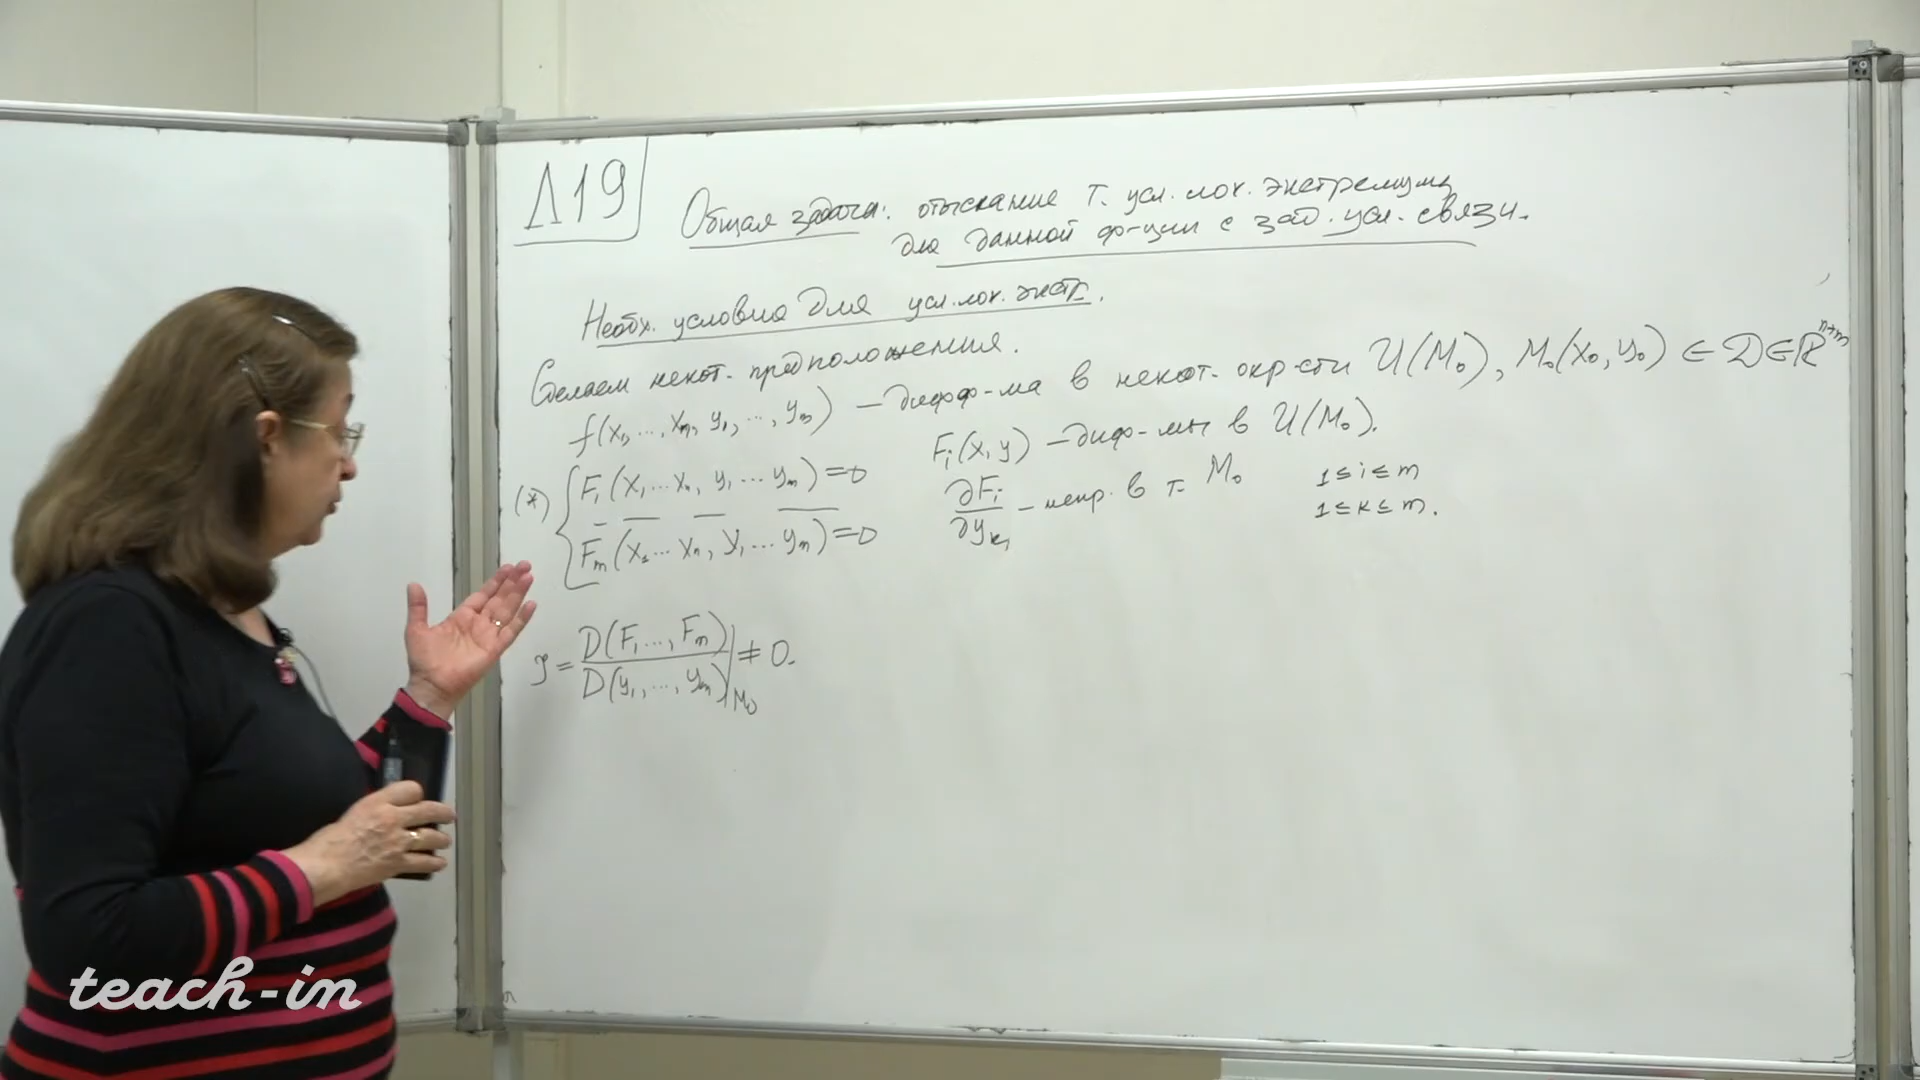 Л19
Общая задача: отыскание т. усл. лок. экстремума
для данной ф-ции с зад. усл. связи.
Необх. условия для усл. лок. экстр.
Сделаем некот. предположения.
f(x₁, ..., xₙ, y₁, ..., yₘ) — дифф-ма в некот. окр-сти U(M₀), M₀(x₀, y₀) ∈ D ∈ ℝⁿ⁺ᵐ
(*) { F₁(x₁...xₙ, y₁...yₘ)=0
Fₘ(x₁...xₙ, y₁...yₘ)=0
Fᵢ(x, y) — диф-мы в U(M₀).
∂Fᵢ/∂yₖ — непр. в т. M₀
1≤i≤m
1≤k≤m.
J = D(F₁,...,Fₘ)/D(y₁,...,yₘ)|M₀ ≠ 0.
teach-in